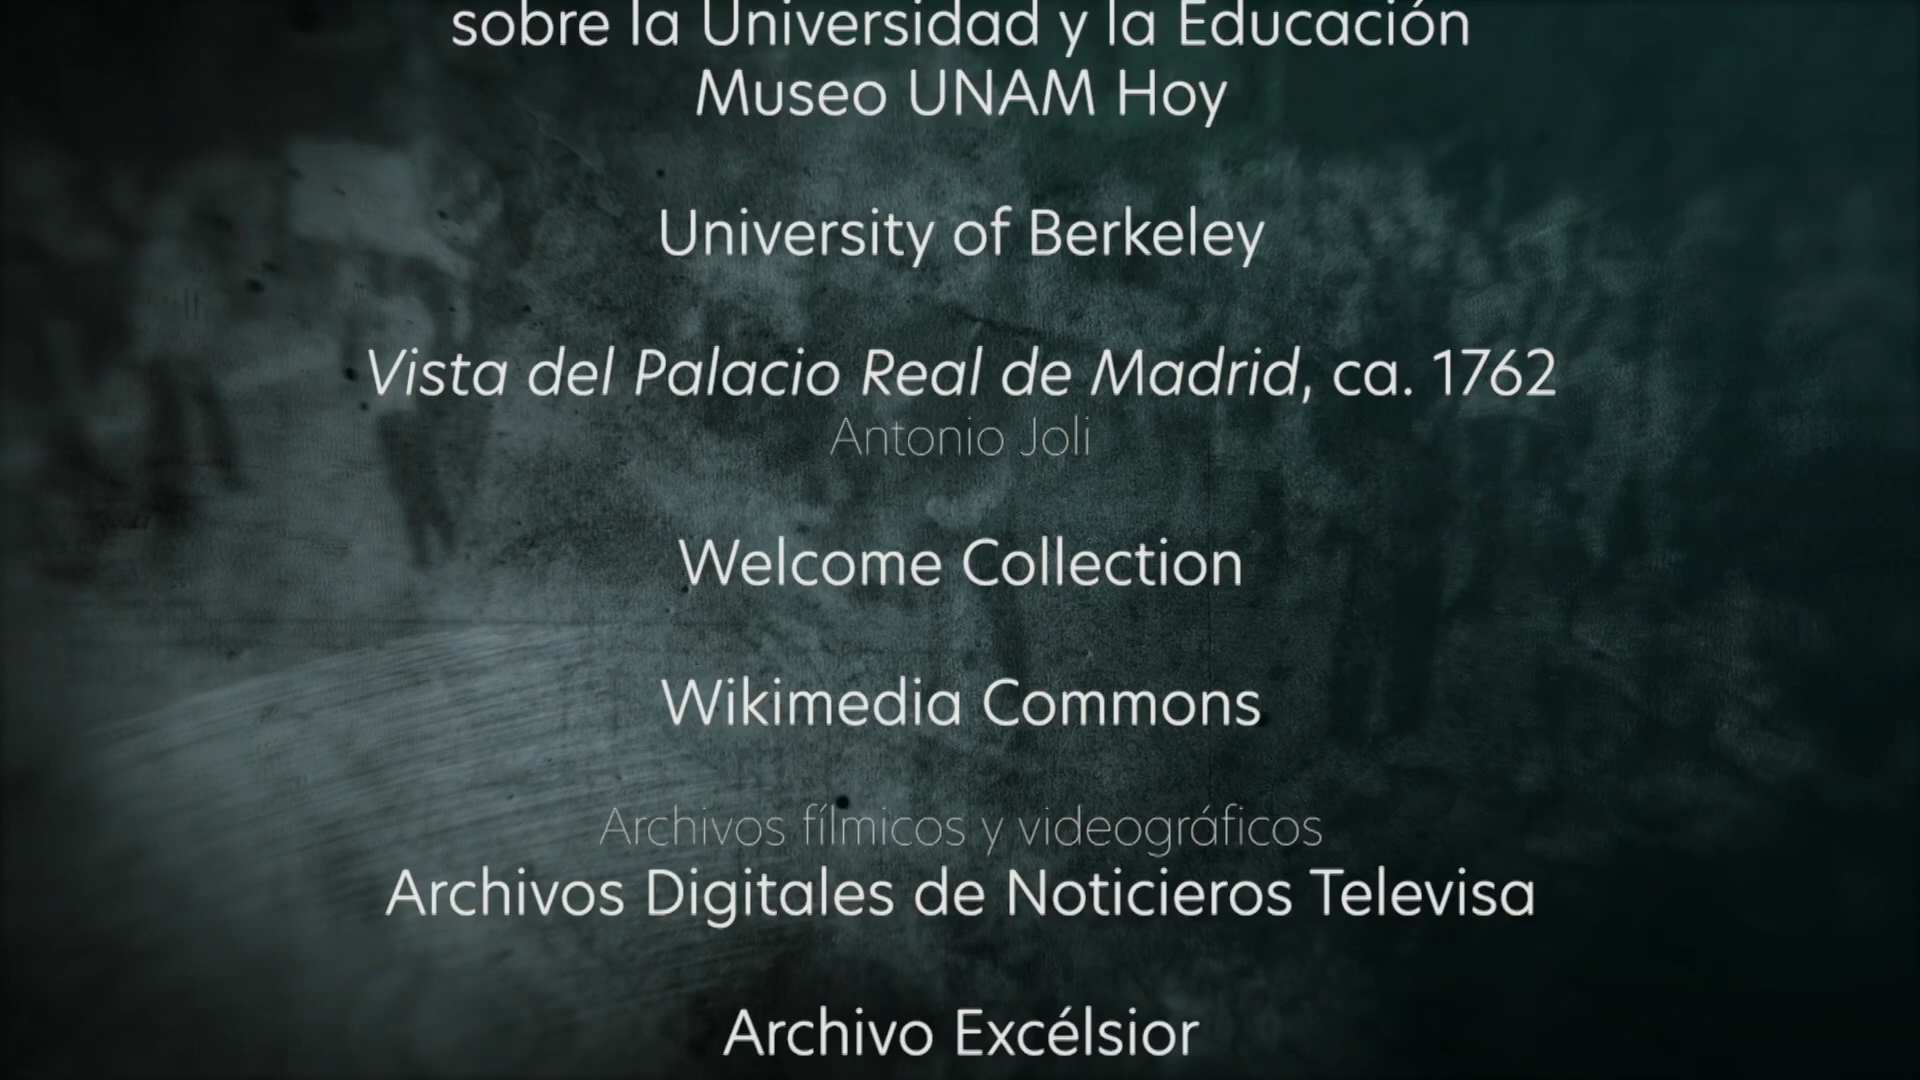 sobre la Universidad y la Educación
Museo UNAM Hoy
University of Berkeley
Vista del Palacio Real de Madrid, ca. 1762
Antonio Joli
Welcome Collection
Wikimedia Commons
Archivos fílmicos y videográficos
Archivos Digitales de Noticieros Televisa
Archivo Excélsior